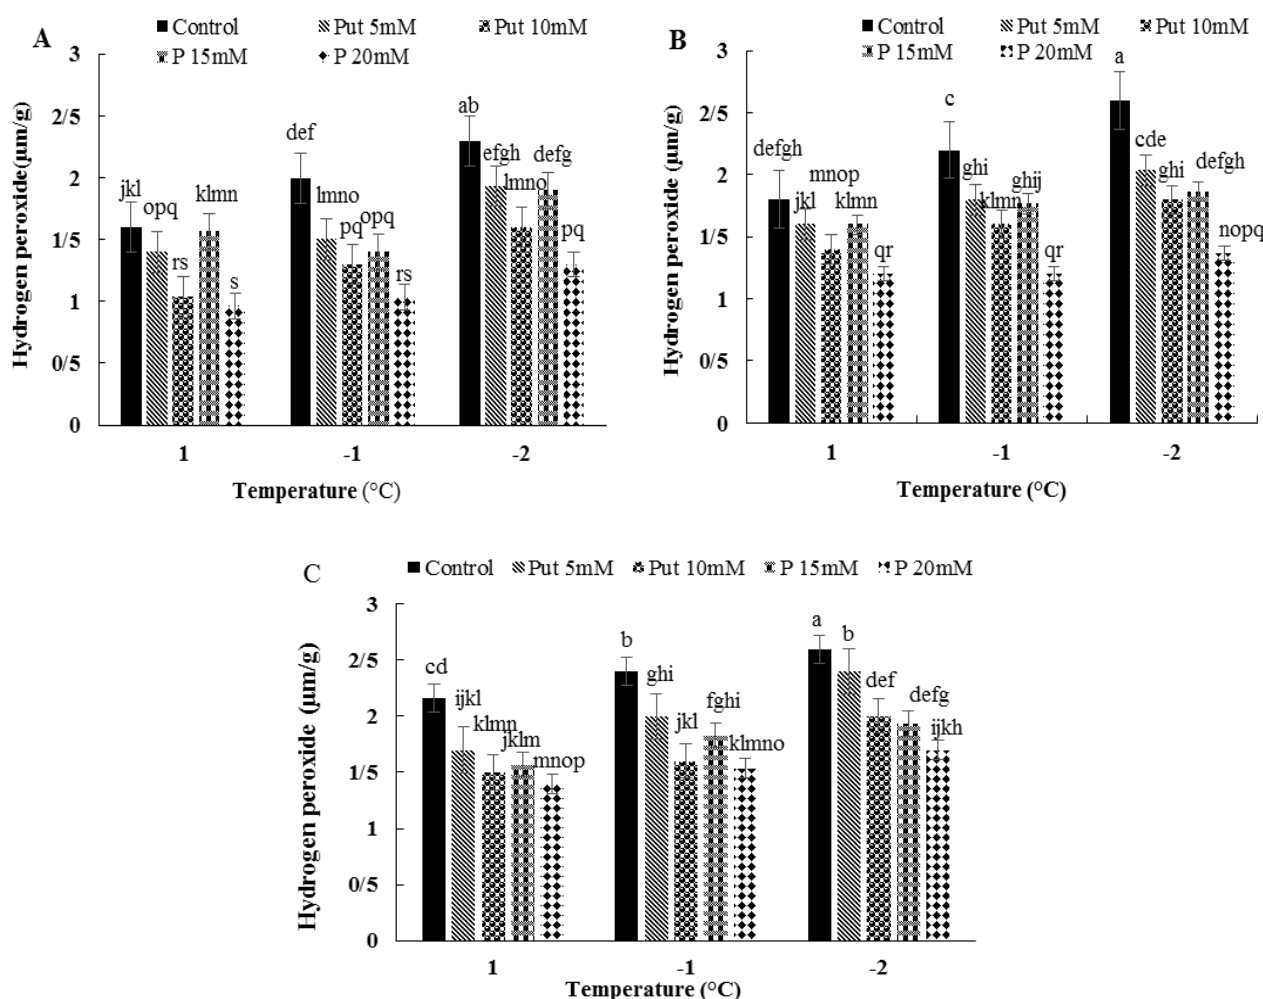 A
Control Put 5mM Put 10mM
P 15mM P 20mM
Hydrogen peroxide(µm/g)
3
2/5
2
1/5
1
0/5
0
jkl opq rs klmn s
def lmno pq opq rs
ab efgh lmno defg pq
1 -1 -2
Temperature (°C)
B
Control Put 5mM Put 10mM
P 15mM P 20mM
Hydrogen peroxide (µm/g)
3
2/5
2
1/5
1
0/5
0
defgh jkl mnop klmn qr
c ghi klmn ghij qr
a cde ghi defgh nopq
1 -1 -2
Temperature (°C)
C
Control Put 5mM Put 10mM P 15mM P 20mM
Hydrogen peroxide (µm/g)
3
2/5
2
1/5
1
0/5
0
cd ijkl klmn jklm mnop
b ghi jkl fghi klmno
a b def defg ijkh
1 -1 -2
Temperature (°C)